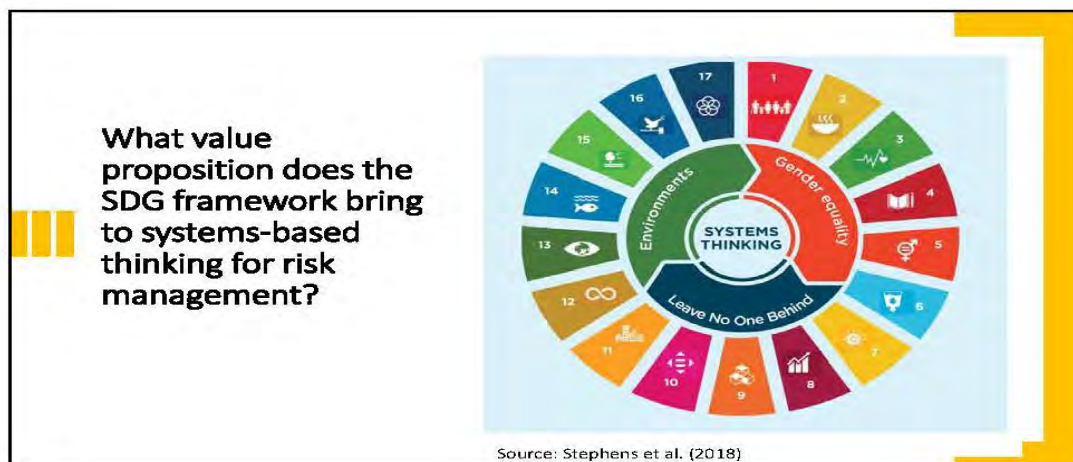 What value
proposition does the
SDG framework bring
to systems-based
thinking for risk
management?
1
2
3
4
5
6
7
8
9
10
11
12
13
14
15
16
17
Environments
Gender equality
Leave No One Behind
SYSTEMS
THINKING
Source: Stephens et al. (2018)